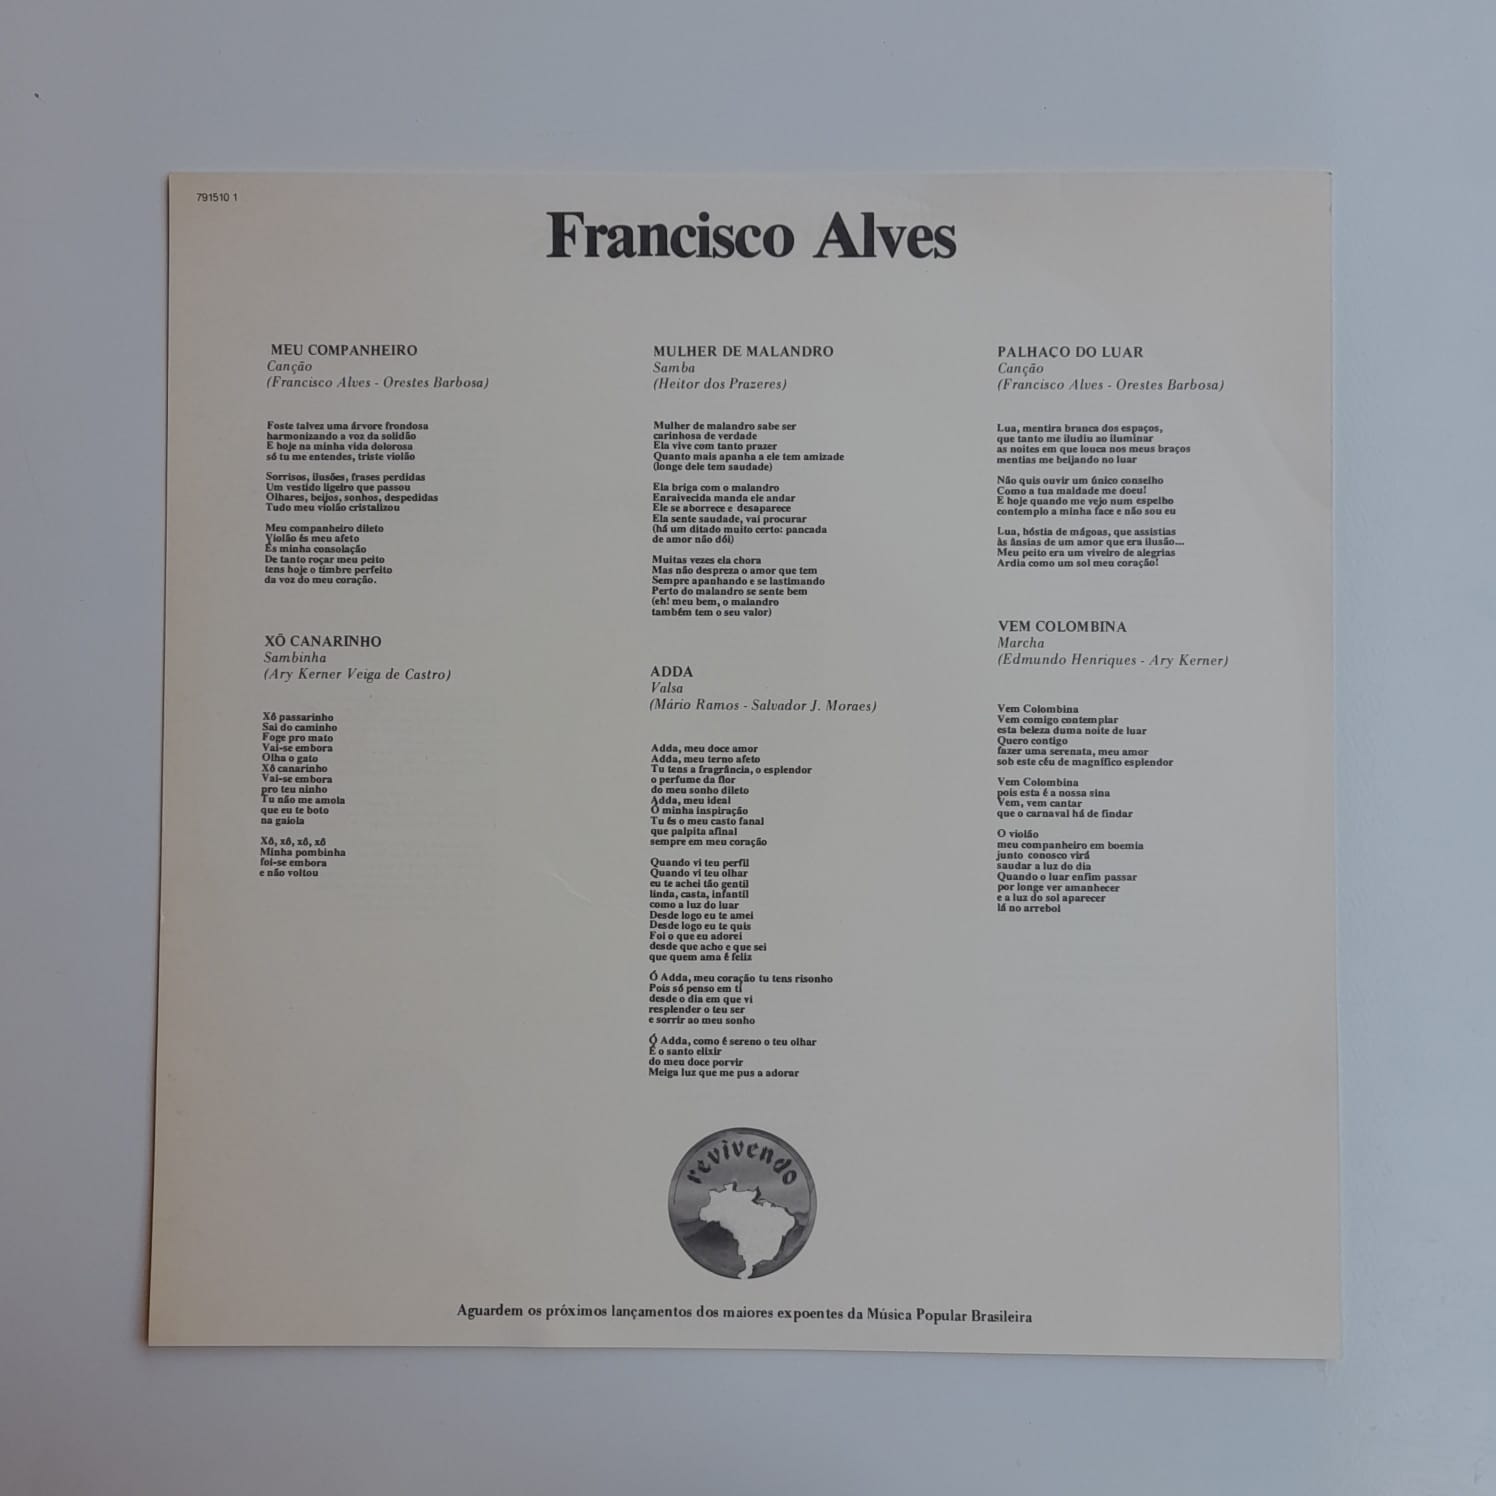 791510 1
Francisco Alves
MEU COMPANHEIRO
Canção
(Francisco Alves - Orestes Barbosa)
Foste talvez uma árvore frondosa
harmonizando a voz da solidão
E hoje na minha vida dolorosa
só tu me entendes, triste violão
Sorrisos, ilusões, frases perdidas
Um vestido ligeiro que passou
Olhares, beijos, sonhos, despedidas
Tudo meu violão cristalizou
Meu companheiro dileto
Violão és meu afeto
És minha consolação
De tanto roçar meu peito
tens hoje o timbre perfeito
da voz do meu coração.
XÔ CANARINHO
Sambinha
(Ary Kerner Veiga de Castro)
Xô passarinho
Sai do caminho
Foge pro mato
Vai-se embora
Olha o gato
Xô canarinho
Vai-se embora
pro teu ninho
Tu não me amola
que eu te boto
na gaiola
Xô, xô, xô, xô
Minha pombinha
foi-se embora
e não voltou
MULHER DE MALANDRO
Samba
(Heitor dos Prazeres)
Mulher de malandro sabe ser
carinhosa de verdade
Ela vive com tanto prazer
Quanto mais apanha a ele tem amizade
(longe dele tem saudade)
Ela briga com o malandro
Enraivecida manda ele andar
Ele se aborrece e desaparece
Ela sente saudade, vai procurar
(há um ditado muito certo: pancada
de amor não dói)
Muitas vezes ela chora
Mas não despreza o amor que tem
Sempre apanhando e se lastimando
Perto do malandro se sente bem
(eh! meu bem, o malandro
também tem o seu valor)
ADDA
Valsa
(Mário Ramos - Salvador J. Moraes)
Adda, meu doce amor
Adda, meu terno afeto
Tu tens a fragrância, o esplendor
o perfume da flor
do meu sonho dileto
Adda, meu ideal
Ó minha inspiração
Tu és o meu casto fanal
que palpita afinal
sempre em meu coração
Quando vi teu perfil
Quando vi teu olhar
eu te achei tão gentil
linda, casta, infantil
como a luz do luar
Desde logo eu te amei
Desde logo eu te quis
Foi o que eu adorei
desde que acho e que sei
que quem ama é feliz
Ó Adda, meu coração tu tens risonho
Pois só penso em ti
desde o dia em que vi
resplender o teu ser
e sorrir ao meu sonho
Ó Adda, como é sereno o teu olhar
É o santo elixir
do meu doce porvir
Meiga luz que me pus a adorar
PALHAÇO DO LUAR
Canção
(Francisco Alves - Orestes Barbosa)
Lua, mentira branca dos espaços,
que tanto me iludiu ao iluminar
as noites em que louca nos meus braços
mentias me beijando no luar
Não quis ouvir um único conselho
Como a tua maldade me doeu!
E hoje quando me vejo num espelho
contemplo a minha face e não sou eu
Lua, hóstia de mágoas, que assistias
às ânsias de um amor que era ilusão...
Meu peito era um viveiro de alegrias
Ardia como um sol meu coração!
VEM COLOMBINA
Marcha
(Edmundo Henriques - Ary Kerner)
Vem Colombina
Vem comigo contemplar
esta beleza duma noite de luar
Quero contigo
fazer uma serenata, meu amor
sob este céu de magnífico esplendor
Vem Colombina
pois esta é a nossa sina
Vem, vem cantar
que o carnaval há de findar
O violão
meu companheiro em boemia
junto conosco virá
saudar a luz do dia
Quando o luar enfim passar
por longe ver amanhecer
e a luz do sol aparecer
lá no arrebol
revivendo
Aguardem os próximos lançamentos dos maiores expoentes da Música Popular Brasileira